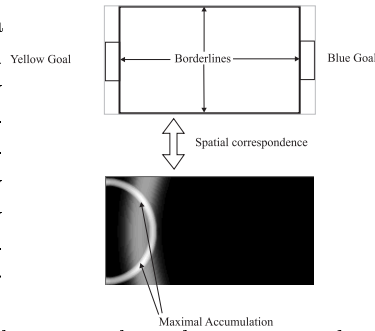 Yellow Goal
Borderlines
Blue Goal
Spatial correspondence
Maximal Accumulation